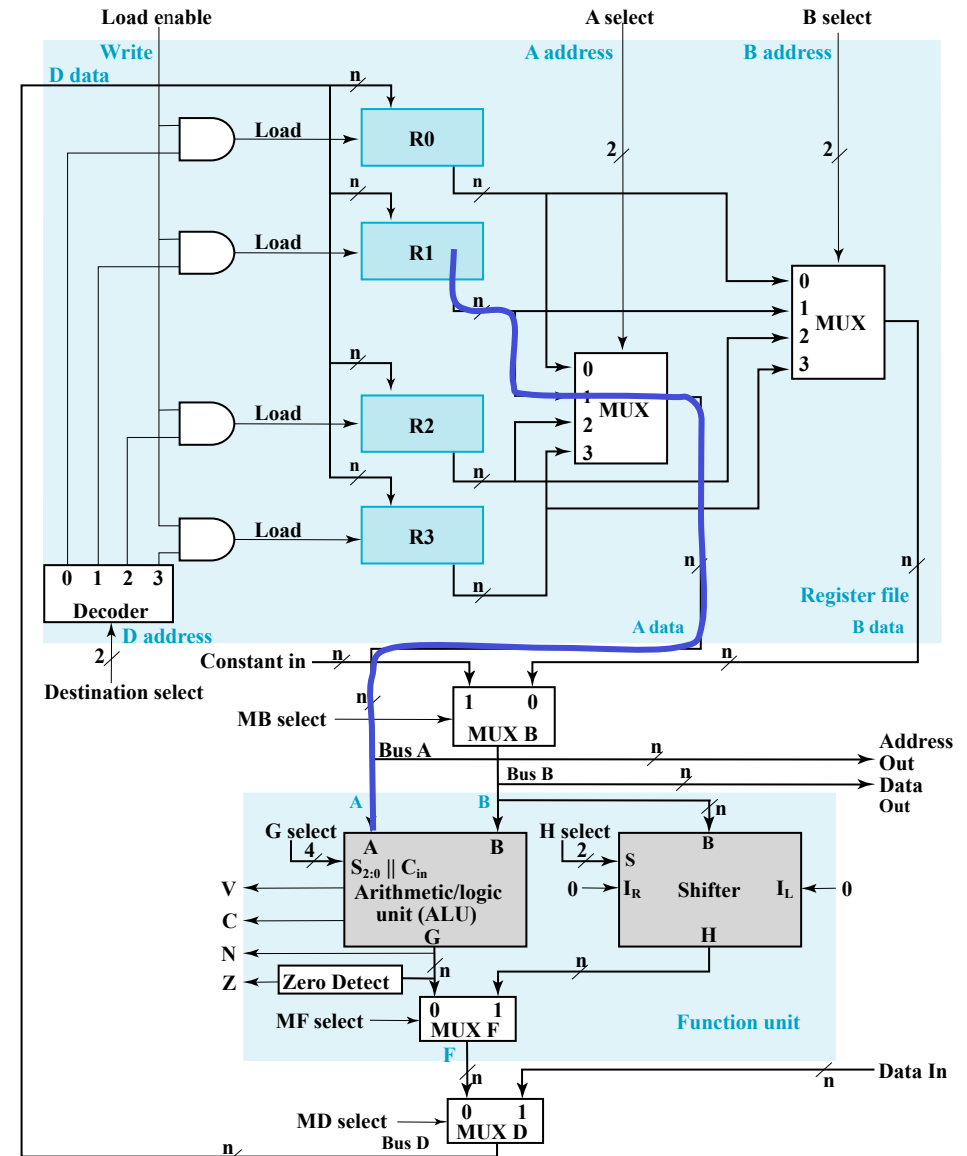 Load enable
A select
B select
Write
A address
B address
D data
n
Load
R0
2
2
n
n
Load
R1
n
0
1
2
3
MUX
n
0
1
2
3
MUX
Load
R2
n
n
Load
R3
n
n
n
0 1 2 3
Decoder
D address
2
Destination select
Register file
A data
B data
Constant in
n
n
n
1 0
MUX B
MB select
Bus A
n
Address
Out
Bus B
n
Data
Out
A
B
n
G select
4
H select
2
A
B
B
S2:0 || Cin
S
Arithmetic/logic
unit (ALU)
0
IR
Shifter
IL
0
V
C
G
H
N
n
n
Z
Zero Detect
0 1
MUX F
MF select
Function unit
F
n
n
Data In
0 1
MUX D
MD select
Bus D
n